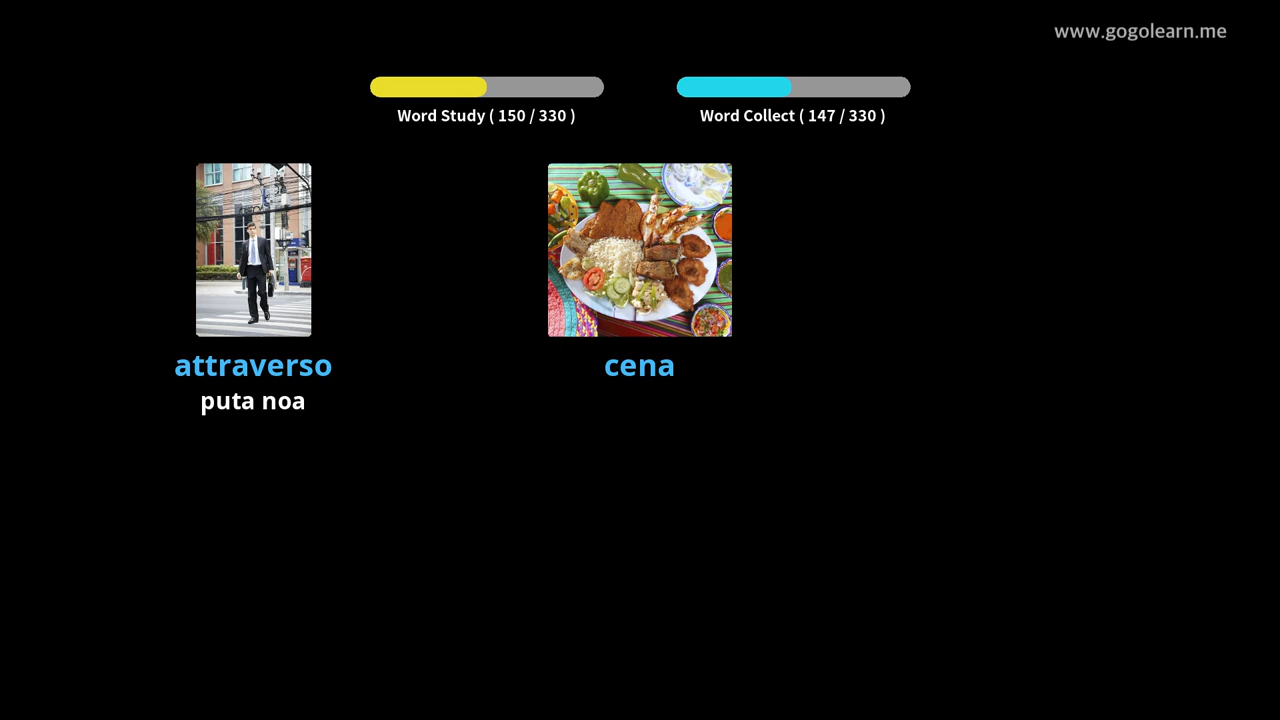 www.gogolearn.me
Word Study ( 150 / 330 )
Word Collect ( 147 / 330 )
attraverso
puta noa
cena